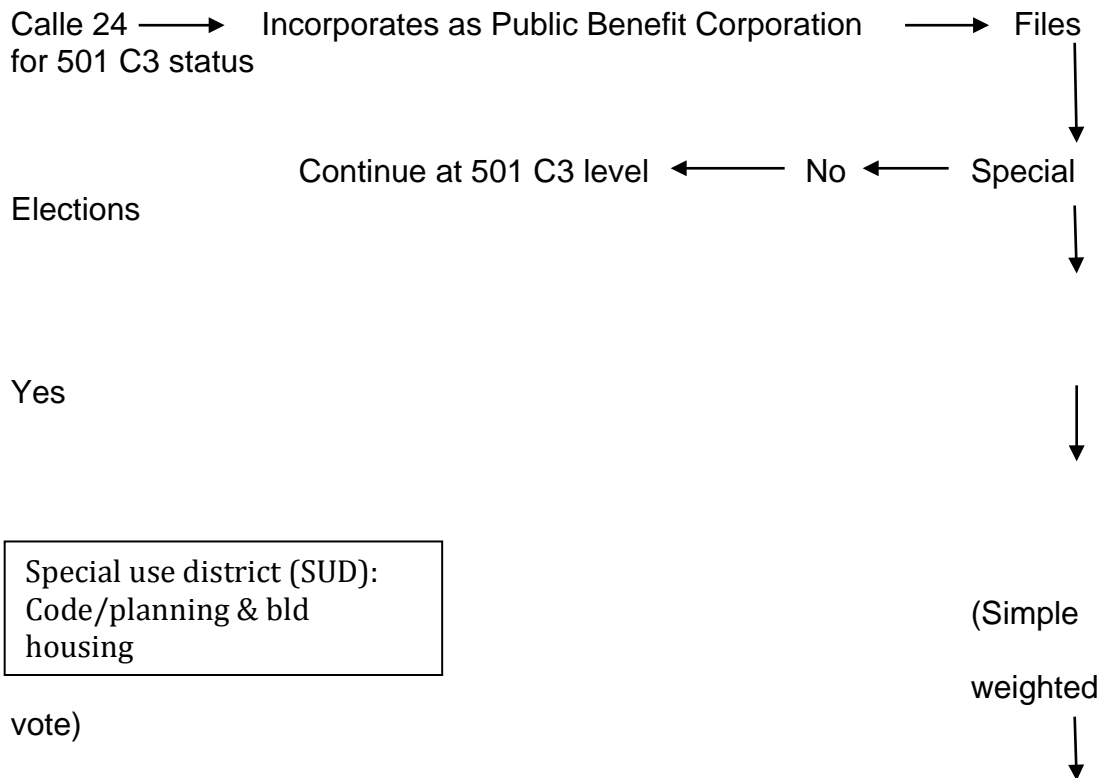 Calle 24 Incorporates as Public Benefit Corporation Files
for 501 C3 status
Continue at 501 C3 level No Special
Elections
Yes
Special use district (SUD):
Code/planning & bld
housing
(Simple
weighted
vote)